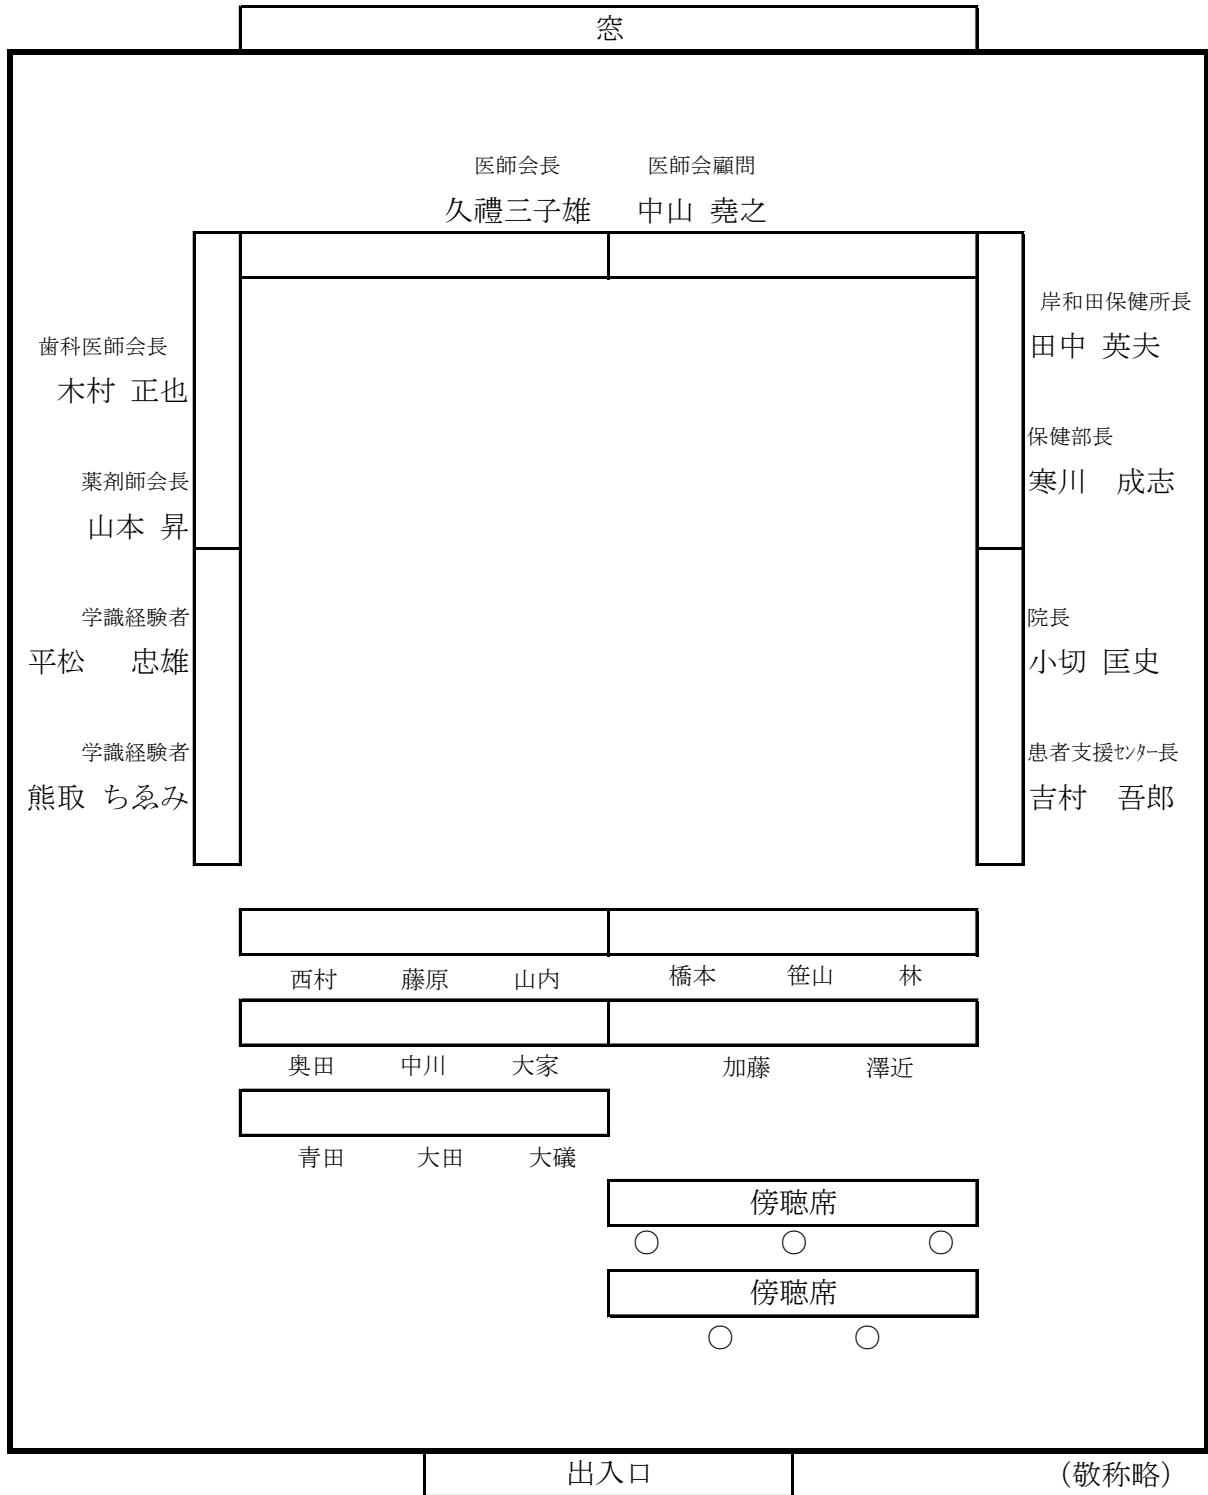 窓
医師会長 医師会顧問
久禮三子雄 中山 堯之
岸和田保健所長
歯科医師会長 田中 英夫
木村 正也
保健部長
薬剤師会長 寒川 成志
山本 昇
学識経験者 院長
平松 忠雄 小切 匡史
学識経験者 患者支援ｾﾝﾀｰ長
熊取 ちゑみ 吉村 吾郎
西村 藤原 山内 橋本 笹山 林
奥田 中川 大家 加藤 澤近
青田 大田 大礒
傍聴席
○ ○ ○
傍聴席
○ ○
出入口 (敬称略)